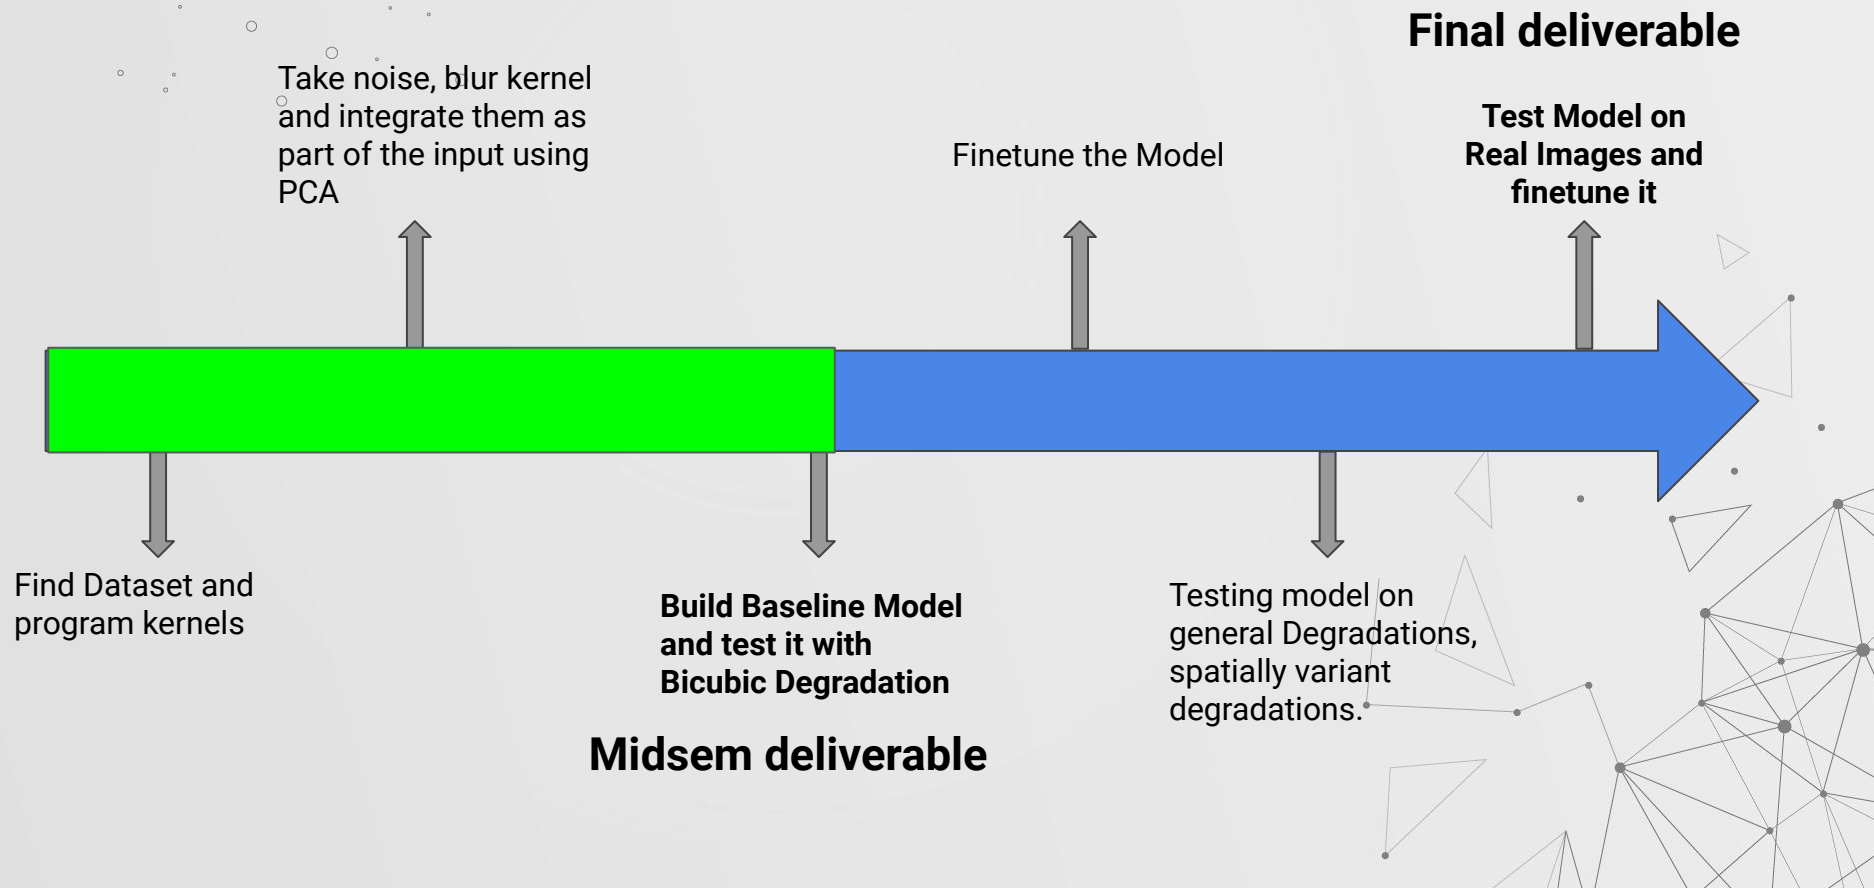 Final deliverable
Take noise, blur kernel
and integrate them as
part of the input using
PCA
Finetune the Model
Test Model on
Real Images and
finetune it
Find Dataset and
program kernels
Build Baseline Model
and test it with
Bicubic Degradation
Midsem deliverable
Testing model on
general Degradations,
spatially variant
degradations.